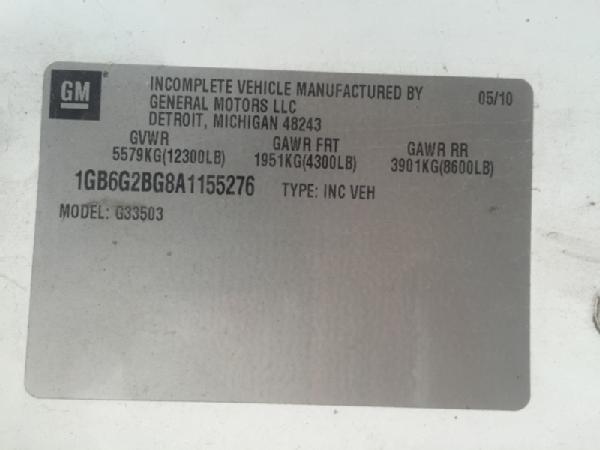 GM
INCOMPLETE VEHICLE MANUFACTURED BY 05/10
GENERAL MOTORS LLC
DETROIT, MICHIGAN 48243
GVWR GAWR FRT GAWR RR
5579KG(12300LB) 1951KG(4300LB) 3901KG(8600LB)
1GB6G2BG8A1155276 TYPE: INC VEH
MODEL: G33503